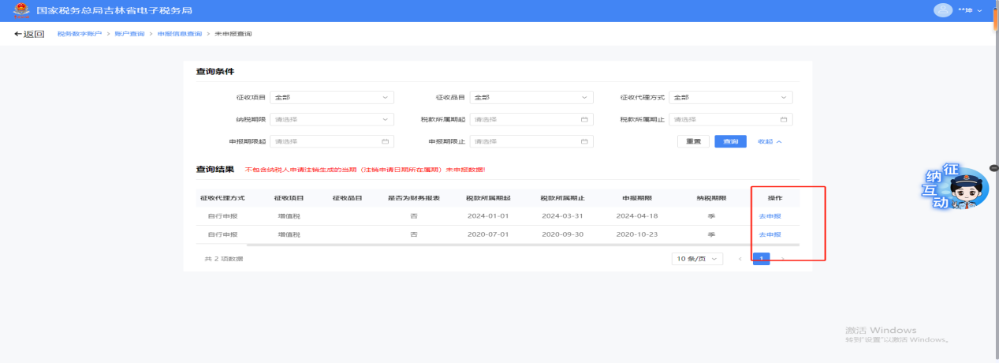 国家税务总局吉林省电子税务局 **坤
返回 税务数字账户 > 账户查询 > 申报信息查询 > 未申报查询
查询条件
征收项目 全部 征收品目 全部 征收代理方式 全部
纳税期限 请选择 税款所属期起 请选择 税款所属期止 请选择
申报期限起 请选择 申报期限止 请选择 重置 查询 收起
查询结果 不包含纳税人申请注销生成的当期（注销申请日期所在属期）未申报数据!
征收代理方式 征收项目 征收品目 是否为财务报表 税款所属期起 税款所属期止 申报期限 纳税期限 操作
自行申报 增值税 否 2024-01-01 2024-03-31 2024-04-18 季 去申报
自行申报 增值税 否 2020-07-01 2020-09-30 2020-10-23 季 去申报
共 2 项数据 10 条/页 < 1 >
征纳互动
激活 Windows
转到"设置"以激活 Windows。